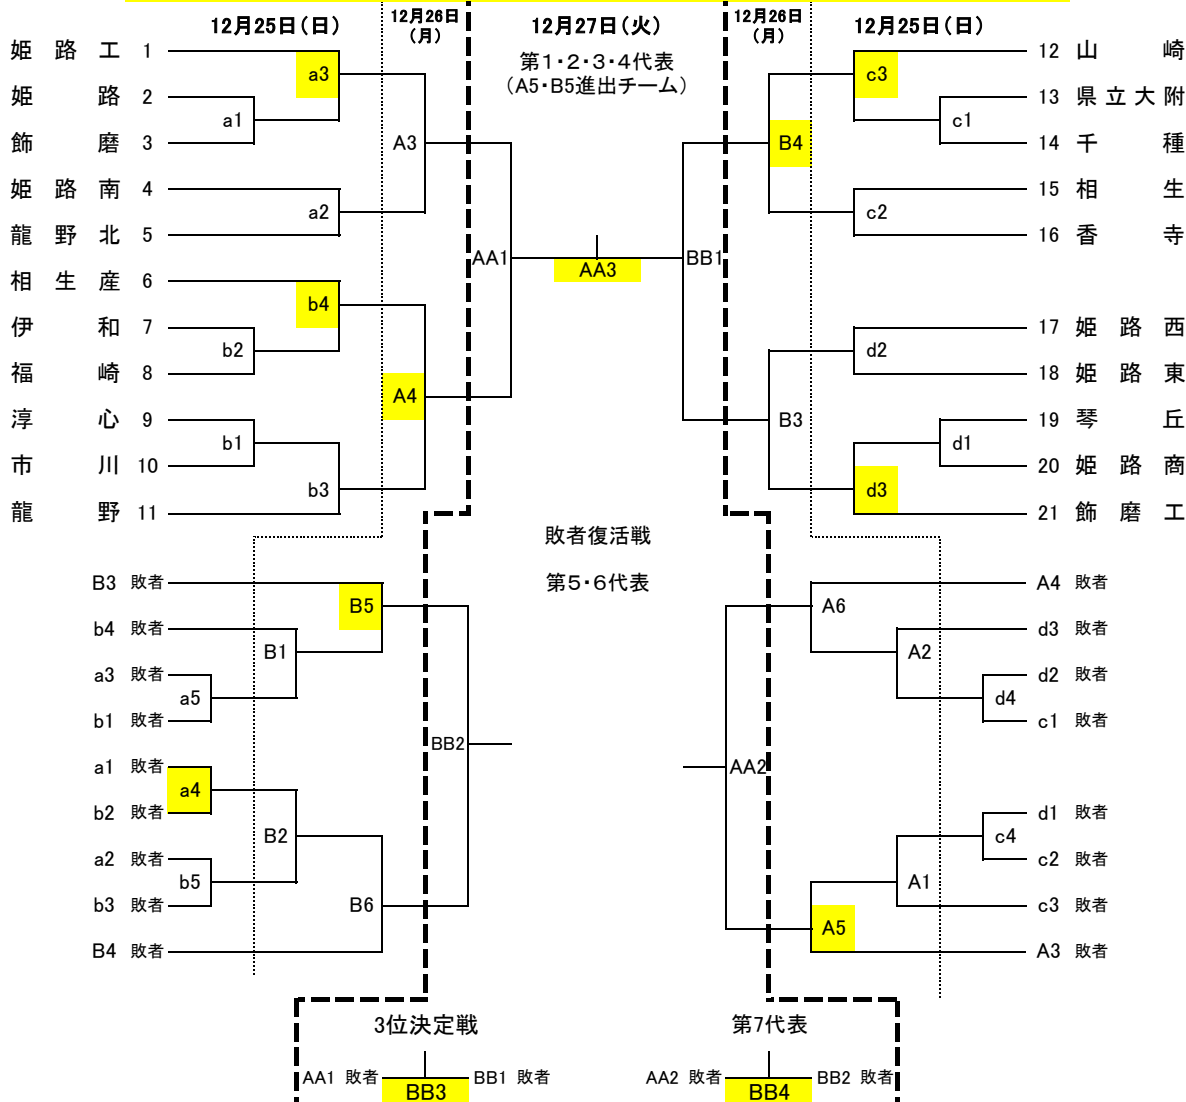 12月25日(日) 12月26日(月) 12月27日(火) 12月26日(月) 12月25日(日)
第1・2・3・4代表
(A5・B5進出チーム)
姫路工 1
姫路 2
飾磨 3
姫路南 4
龍野北 5
相生産 6
伊和 7
福崎 8
淳心 9
市川 10
龍野 11
a3
a1
A3
a2
AA1
b4
b2
A4
b1
b3
AA3
12 山崎
13 県立大附
14 千種
15 相生
16 香寺
17 姫路西
18 姫路東
19 琴丘
20 姫路商
21 飾磨工
c3
c1
B4
c2
BB1
d2
B3
d1
d3
敗者復活戦
第5・6代表
B3 敗者
b4 敗者
a3 敗者
b1 敗者
a1 敗者
b2 敗者
a2 敗者
b3 敗者
B4 敗者
B5
B1
a5
BB2
a4
B2
b5
B6
A4 敗者
d3 敗者
d2 敗者
c1 敗者
d1 敗者
c2 敗者
c3 敗者
A3 敗者
A6
A2
d4
AA2
c4
A1
A5
3位決定戦
AA1 敗者 BB1 敗者
BB3
第7代表
AA2 敗者 BB2 敗者
BB4